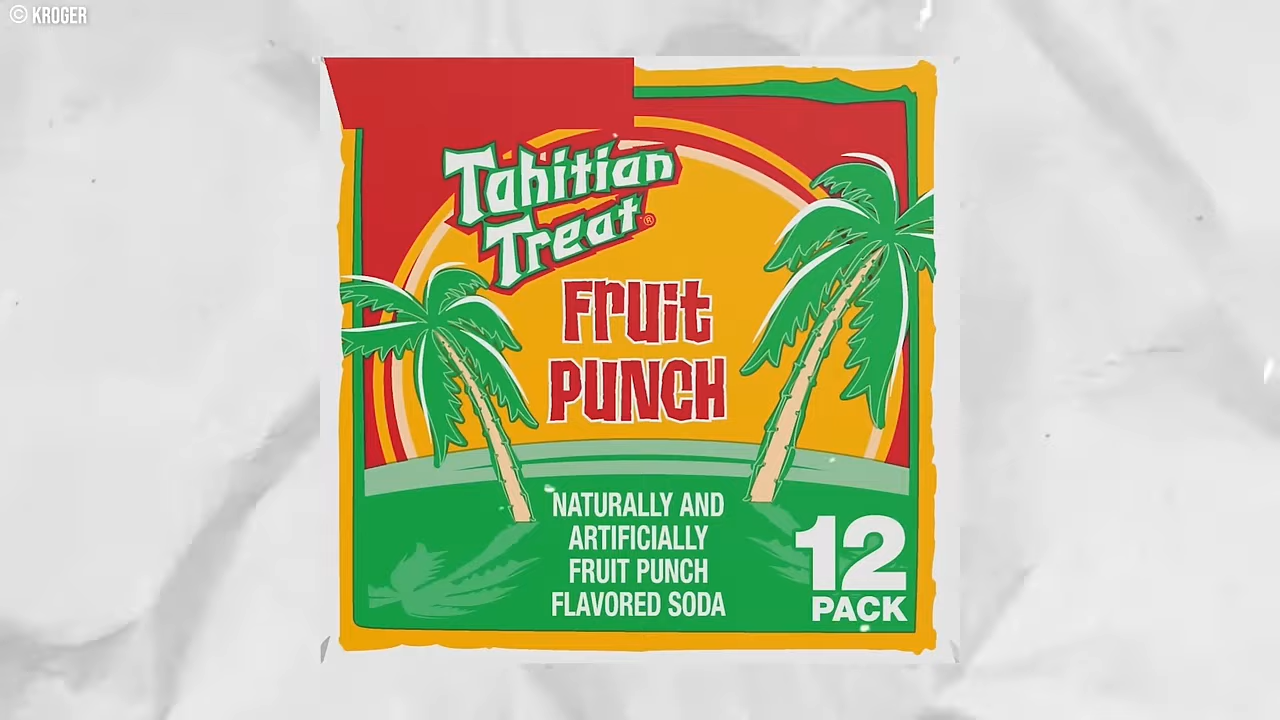 © KROGER
Tahitian
Treat®
Fruit
PUNCH
NATURALLY AND
ARTIFICIALLY
FRUIT PUNCH
FLAVORED SODA
12
PACK